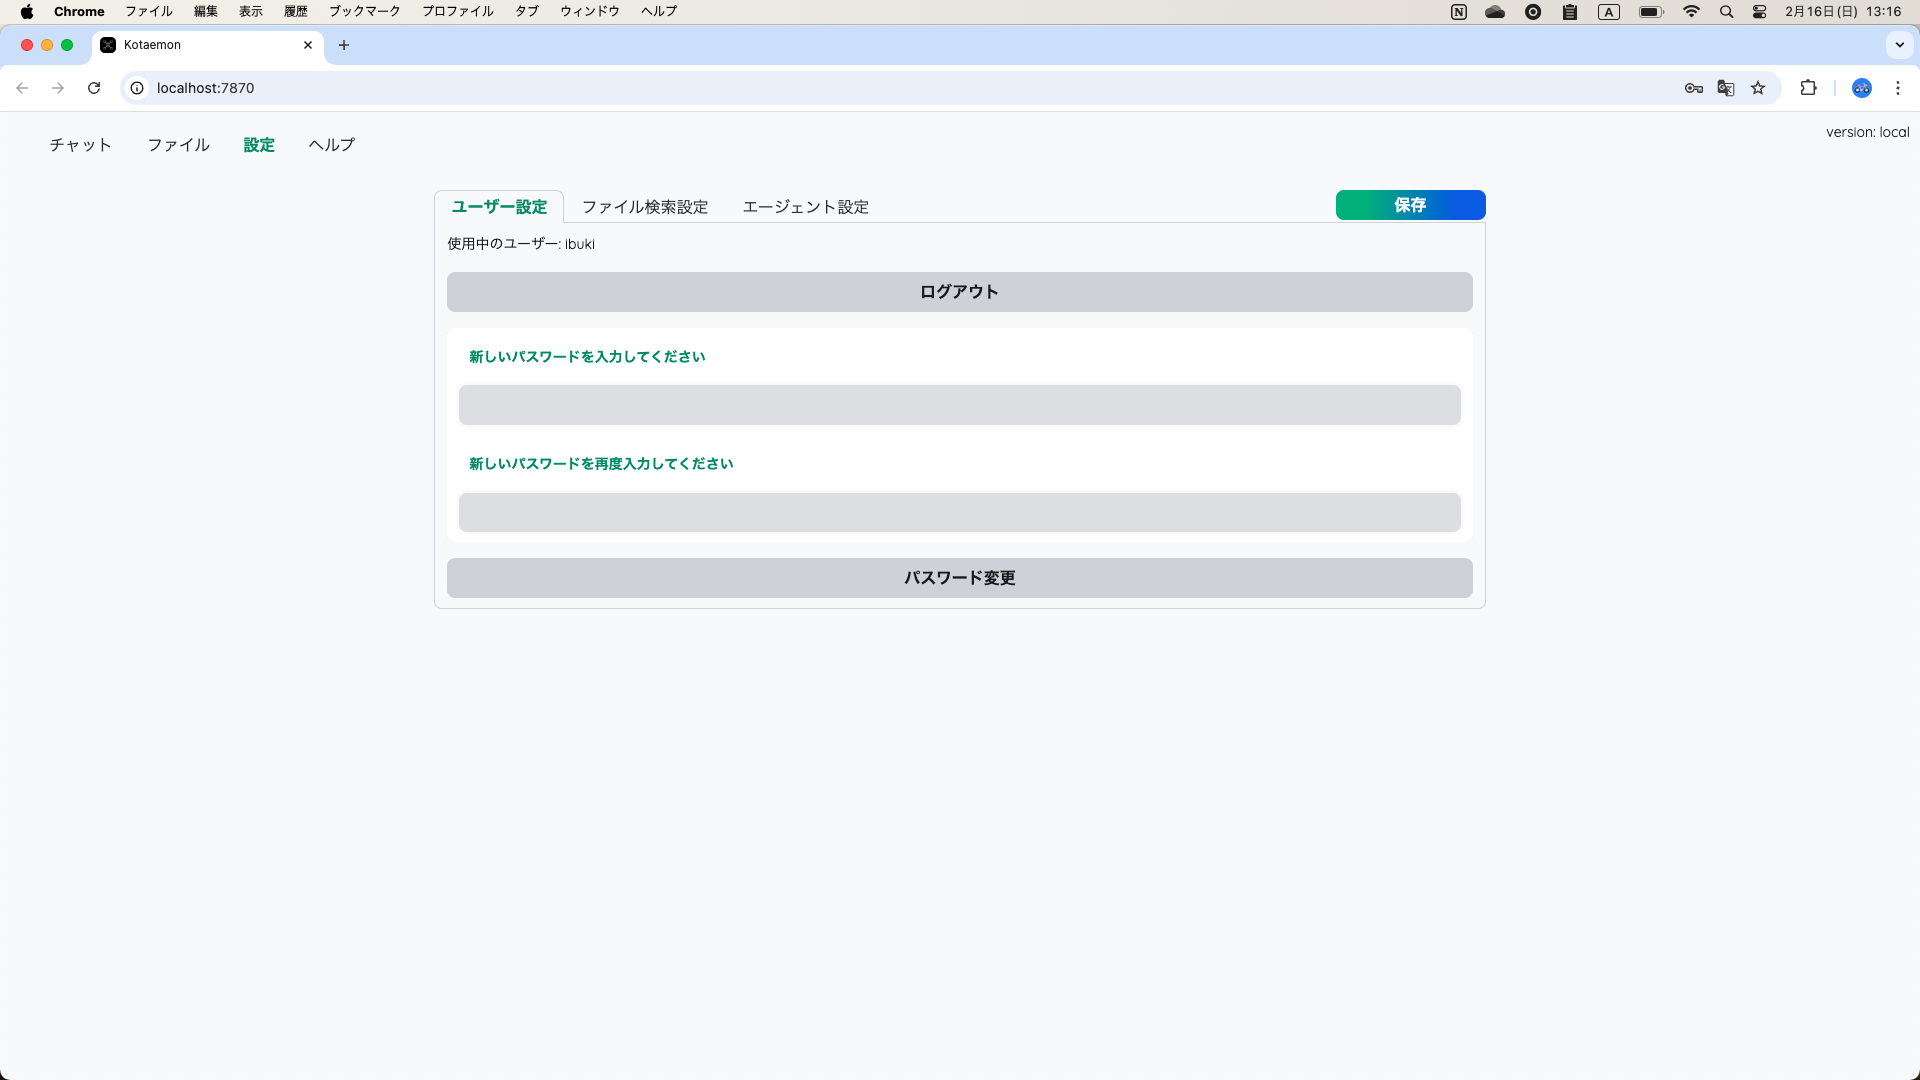 Chrome ファイル 編集 表示 履歴 ブックマーク プロファイル タブ ウィンドウ ヘルプ N A 2月16日(日) 13:16
Kotaemon
localhost:7870
version: local
チャット ファイル 設定 ヘルプ
ユーザー設定 ファイル検索設定 エージェント設定 保存
使用中のユーザー: ibuki
ログアウト
新しいパスワードを入力してください
新しいパスワードを再度入力してください
パスワード変更